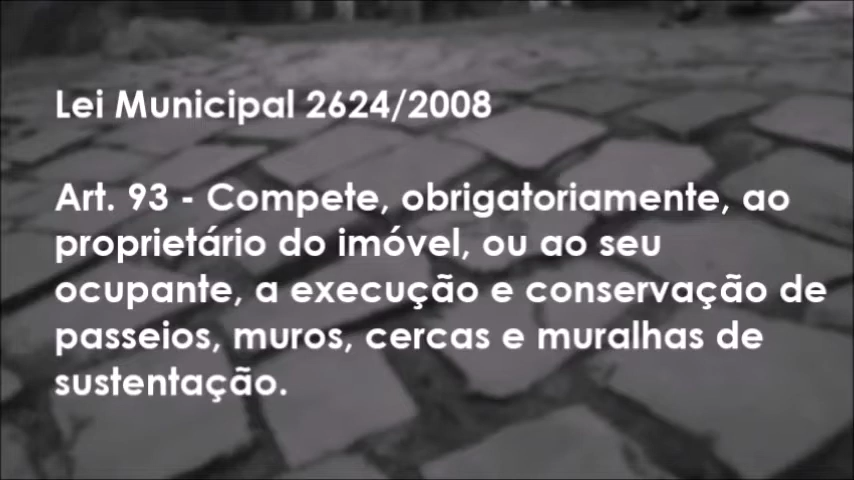 Lei Municipal 2624/2008
Art. 93 - Compete, obrigatoriamente, ao
proprietário do imóvel, ou ao seu
ocupante, a execução e conservação de
passeios, muros, cercas e muralhas de
sustentação.